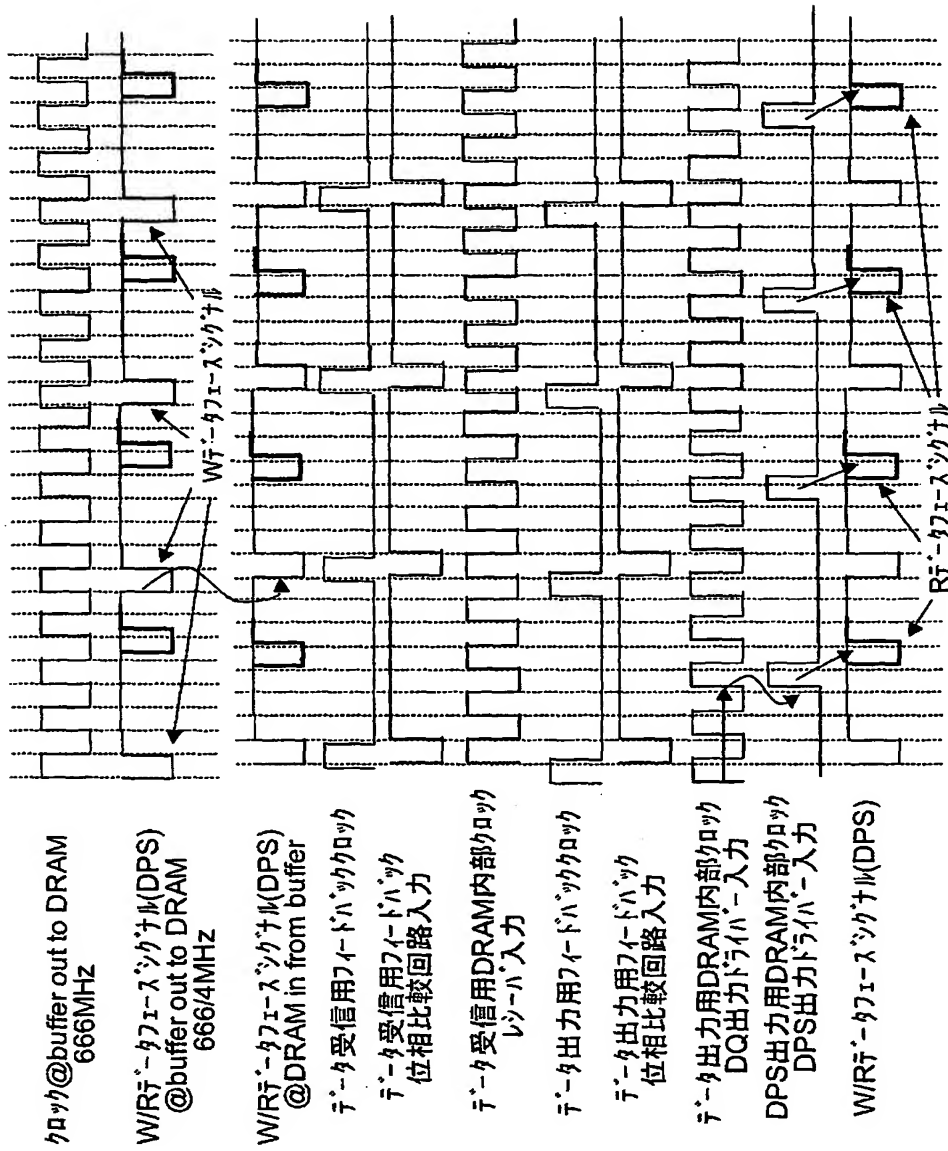 クロック@buffer out to DRAM
666MHz
W/Rデータフェーズシグナル(DPS)
@buffer out to DRAM
666/4MHz
W/Rデータフェーズシグナル(DPS)
@DRAM in from buffer
データ受信用フィードバッククロック
データ受信用フィードバック
位相比較回路入力
データ受信用DRAM内部クロック
レシーバ入力
データ出力用フィードバッククロック
データ出力用フィードバック
位相比較回路入力
データ出力用DRAM内部クロック
DQ出力ドライバー入力
DPS出力用DRAM内部クロック
DPS出力ドライバー入力
W/Rデータフェーズシグナル(DPS)
Wデータフェーズシグナル
Rデータフェーズシグナル